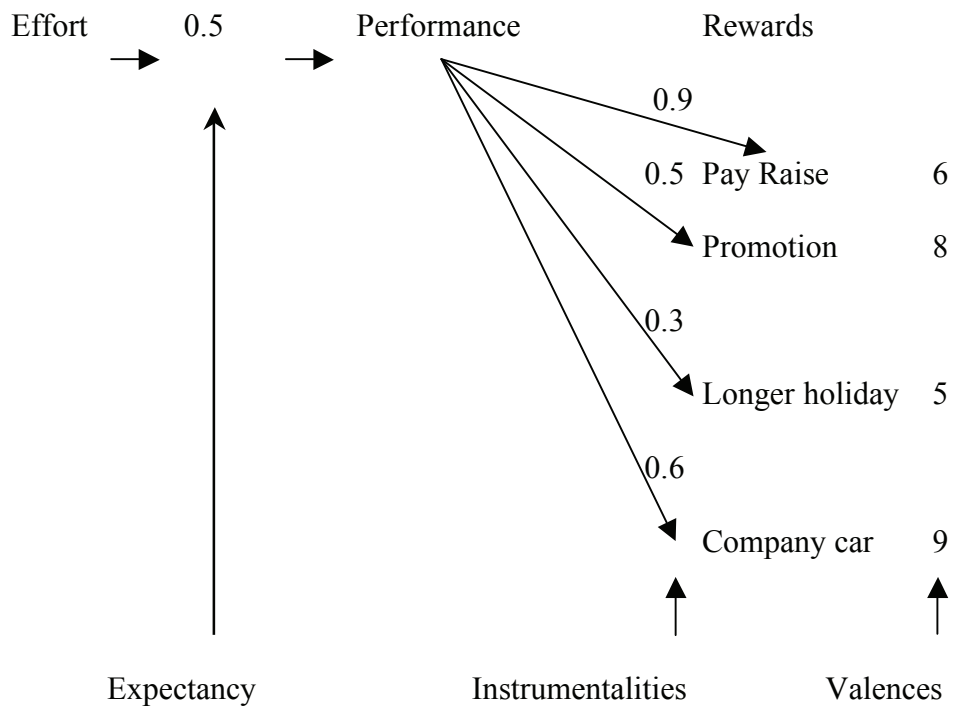 Effort 0.5 Performance Rewards
0.9
0.5 Pay Raise 6
Promotion 8
0.3
Longer holiday 5
0.6
Company car 9
Expectancy Instrumentalities Valences